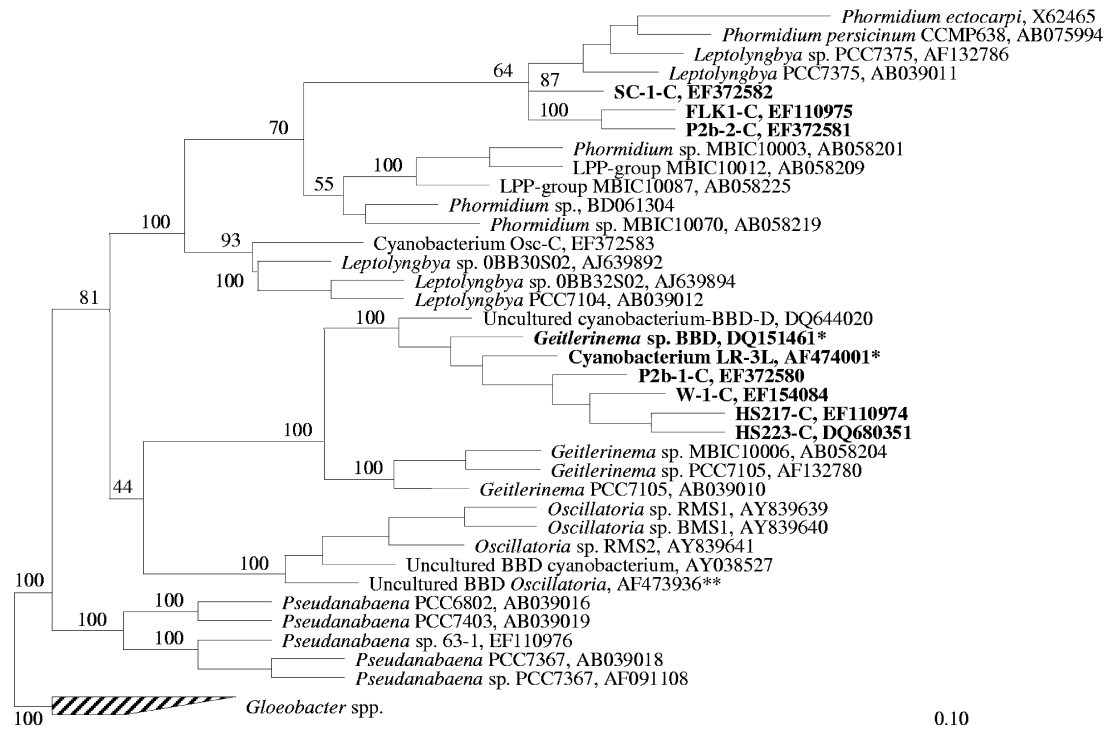 Phormidium ectocarpi, X62465
Phormidium persicinum CCMP638, AB075994
Leptolyngbya sp. PCC7375, AF132786
64
87
Leptolyngbya PCC7375, AB039011
SC-1-C, EF372582
100
FLK1-C, EF110975
70
P2b-2-C, EF372581
Phormidium sp. MBIC10003, AB058201
100
LPP-group MBIC10012, AB058209
55
LPP-group MBIC10087, AB058225
Phormidium sp., BD061304
100
Phormidium sp. MBIC10070, AB058219
93
Cyanobacterium Osc-C, EF372583
Leptolyngbya sp. 0BB30S02, AJ639892
100
Leptolyngbya sp. 0BB32S02, AJ639894
81
Leptolyngbya PCC7104, AB039012
100
Uncultured cyanobacterium-BBD-D, DQ644020
Geitlerinema sp. BBD, DQ151461*
Cyanobacterium LR-3L, AF474001*
P2b-1-C, EF372580
W-1-C, EF154084
HS217-C, EF110974
100
HS223-C, DQ680351
Geitlerinema sp. MBIC10006, AB058204
100
Geitlerinema sp. PCC7105, AF132780
44
Geitlerinema PCC7105, AB039010
Oscillatoria sp. RMS1, AY839639
Oscillatoria sp. BMS1, AY839640
Oscillatoria sp. RMS2, AY839641
100
Uncultured BBD cyanobacterium, AY038527
100
Uncultured BBD Oscillatoria, AF473936**
100
Pseudanabaena PCC6802, AB039016
100
Pseudanabaena PCC7403, AB039019
100
Pseudanabaena sp. 63-1, EF110976
Pseudanabaena PCC7367, AB039018
Pseudanabaena sp. PCC7367, AF091108
Gloeobacter spp.
100
0.10